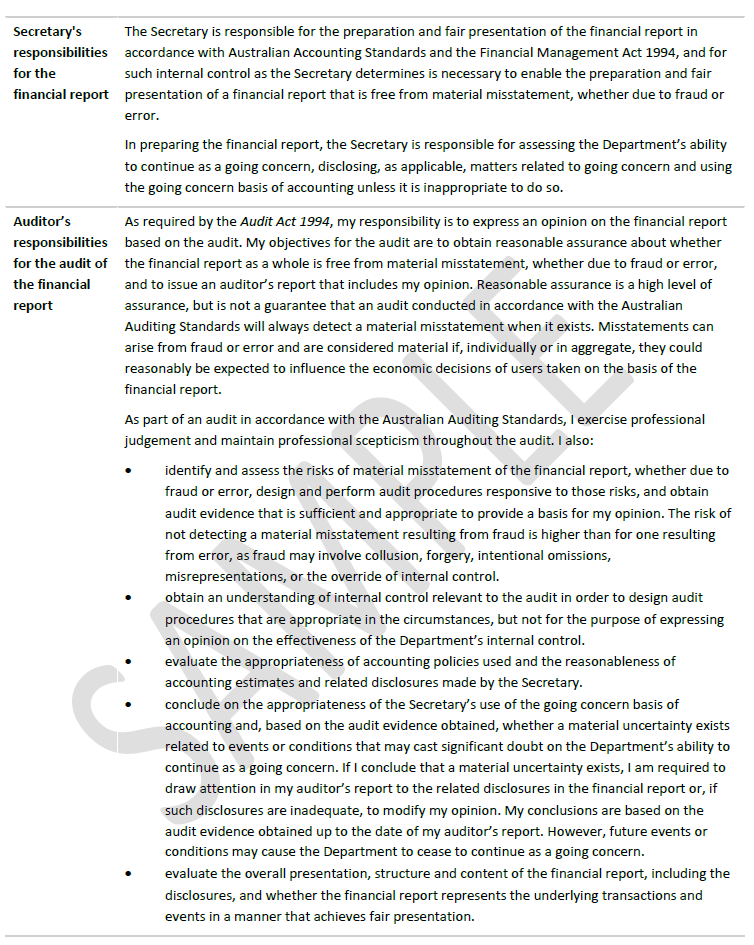 Secretary's
responsibilities
for the
financial report
The Secretary is responsible for the preparation and fair presentation of the financial report in
accordance with Australian Accounting Standards and the Financial Management Act 1994, and for
such internal control as the Secretary determines is necessary to enable the preparation and fair
presentation of a financial report that is free from material misstatement, whether due to fraud or
error.
In preparing the financial report, the Secretary is responsible for assessing the Department's ability
to continue as a going concern, disclosing, as applicable, matters related to going concern and using
the going concern basis of accounting unless it is inappropriate to do so.
Auditor's
responsibilities
for the audit of
the financial
report
As required by the Audit Act 1994, my responsibility is to express an opinion on the financial report
based on the audit. My objectives for the audit are to obtain reasonable assurance about whether
the financial report as a whole is free from material misstatement, whether due to fraud or error,
and to issue an auditor's report that includes my opinion. Reasonable assurance is a high level of
assurance, but is not a guarantee that an audit conducted in accordance with the Australian
Auditing Standards will always detect a material misstatement when it exists. Misstatements can
arise from fraud or error and are considered material if, individually or in aggregate, they could
reasonably be expected to influence the economic decisions of users taken on the basis of the
financial report.
As part of an audit in accordance with the Australian Auditing Standards, I exercise professional
judgement and maintain professional scepticism throughout the audit. I also:
• identify and assess the risks of material misstatement of the financial report, whether due to
fraud or error, design and perform audit procedures responsive to those risks, and obtain
audit evidence that is sufficient and appropriate to provide a basis for my opinion. The risk of
not detecting a material misstatement resulting from fraud is higher than for one resulting
from error, as fraud may involve collusion, forgery, intentional omissions,
misrepresentations, or the override of internal control.
• obtain an understanding of internal control relevant to the audit in order to design audit
procedures that are appropriate in the circumstances, but not for the purpose of expressing
an opinion on the effectiveness of the Department's internal control.
• evaluate the appropriateness of accounting policies used and the reasonableness of
accounting estimates and related disclosures made by the Secretary.
• conclude on the appropriateness of the Secretary's use of the going concern basis of
accounting and, based on the audit evidence obtained, whether a material uncertainty exists
related to events or conditions that may cast significant doubt on the Department's ability to
continue as a going concern. If I conclude that a material uncertainty exists, I am required to
draw attention in my auditor's report to the related disclosures in the financial report or, if
such disclosures are inadequate, to modify my opinion. My conclusions are based on the
audit evidence obtained up to the date of my auditor's report. However, future events or
conditions may cause the Department to cease to continue as a going concern.
• evaluate the overall presentation, structure and content of the financial report, including the
disclosures, and whether the financial report represents the underlying transactions and
events in a manner that achieves fair presentation.
SAMPLE